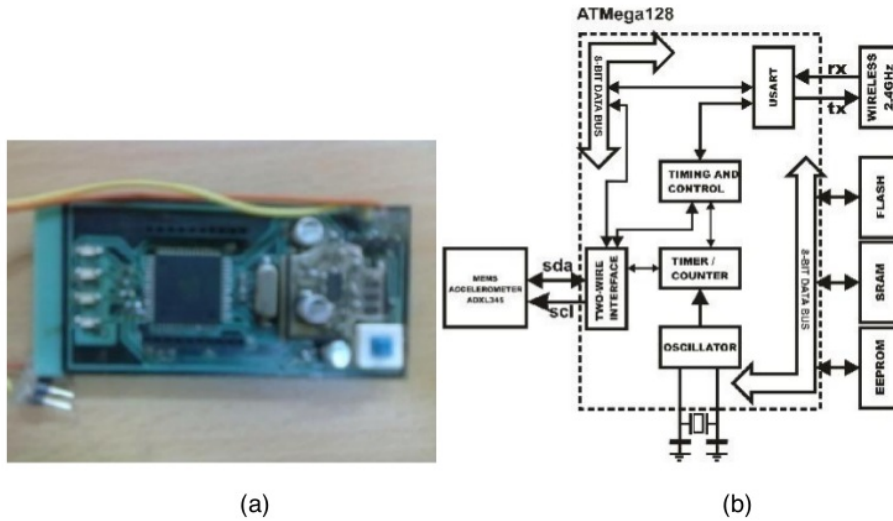 ATMega128
8-BIT DATA BUS
USART
rx
tx
WIRELESS
2.4GHz
TIMING AND
CONTROL
FLASH
MEMS
ACCELEROMETER
ADXL345
sda
scl
TWO-WIRE
INTERFACE
TIMER /
COUNTER
8-BIT DATA BUS
SRAM
OSCILLATOR
EEPROM
(a)
(b)